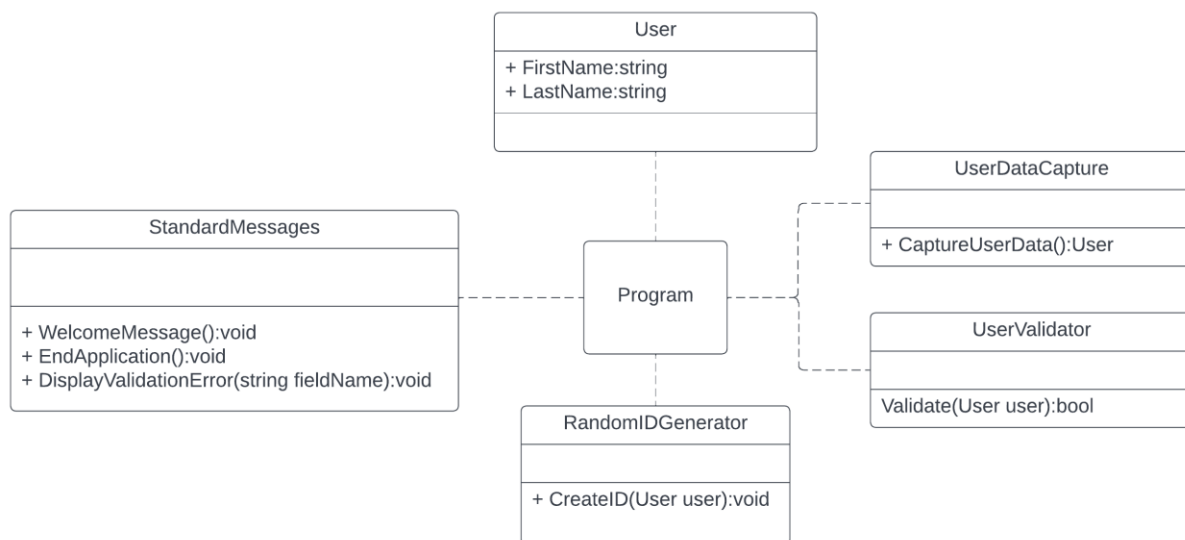 User
+ FirstName:string
+ LastName:string
UserDataCapture
+ CaptureUserData():User
StandardMessages
+ WelcomeMessage():void
+ EndApplication():void
+ DisplayValidationError(string fieldName):void
Program
UserValidator
Validate(User user):bool
RandomIDGenerator
+ CreateID(User user):void